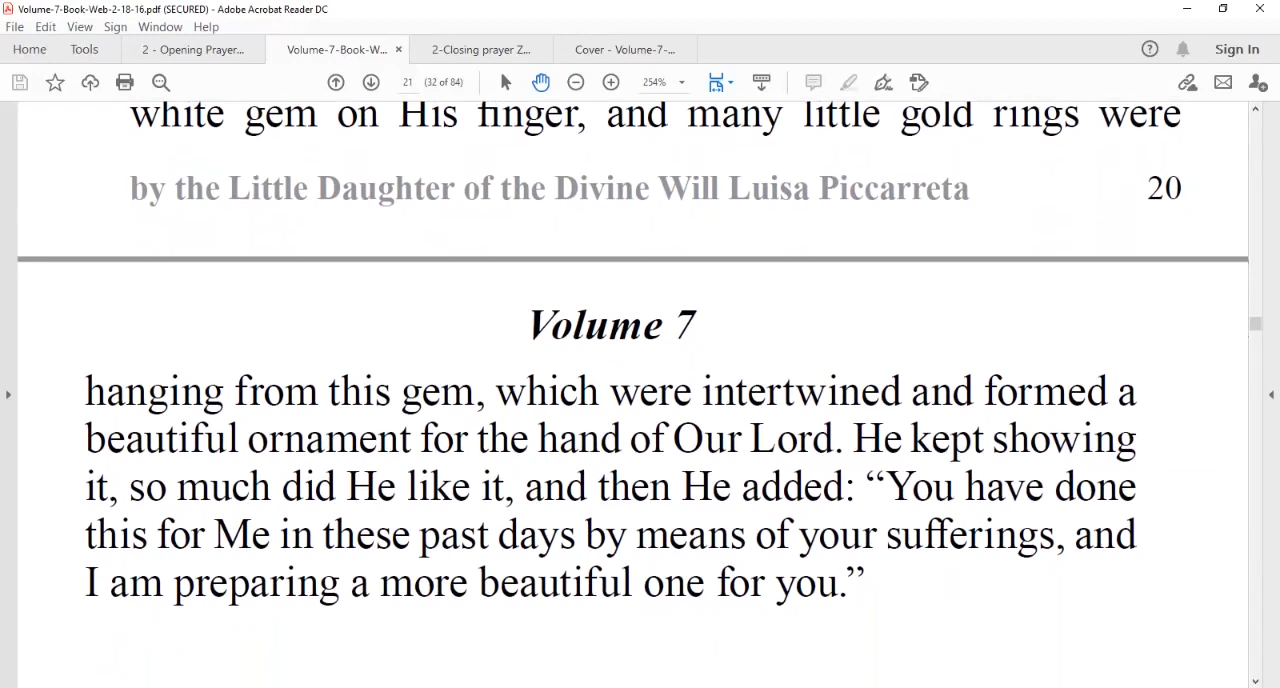 Volume-7-Book-Web-2-18-16.pdf (SECURED) - Adobe Acrobat Reader DC
File Edit View Sign Window Help
Home Tools 2 - Opening Prayer... Volume-7-Book-W... × 2-Closing prayer Z... Cover - Volume-7-... Sign In
21 (32 of 84) 254%
white gem on His finger, and many little gold rings were
by the Little Daughter of the Divine Will Luisa Piccarreta 20
Volume 7
hanging from this gem, which were intertwined and formed a
beautiful ornament for the hand of Our Lord. He kept showing
it, so much did He like it, and then He added: “You have done
this for Me in these past days by means of your sufferings, and
I am preparing a more beautiful one for you.”